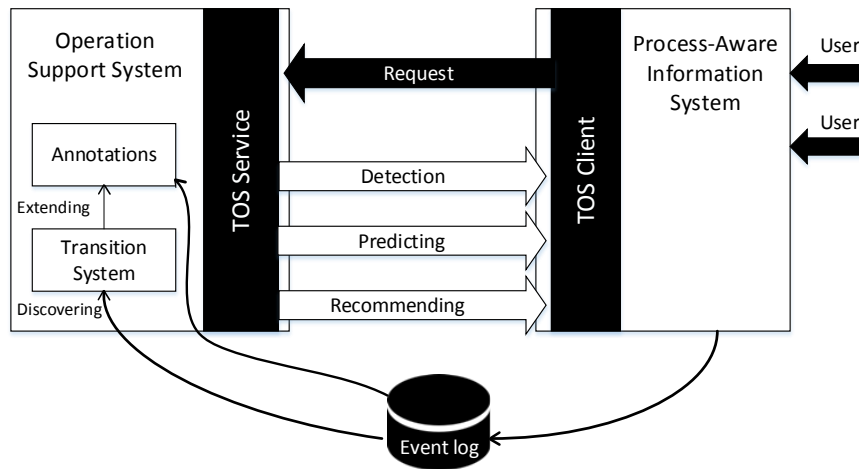 Operation
Support System
TOS Service
Annotations
Extending
Transition
System
Discovering
Request
Detection
Predicting
Recommending
TOS Client
Process-Aware
Information
System
User
User
Event log